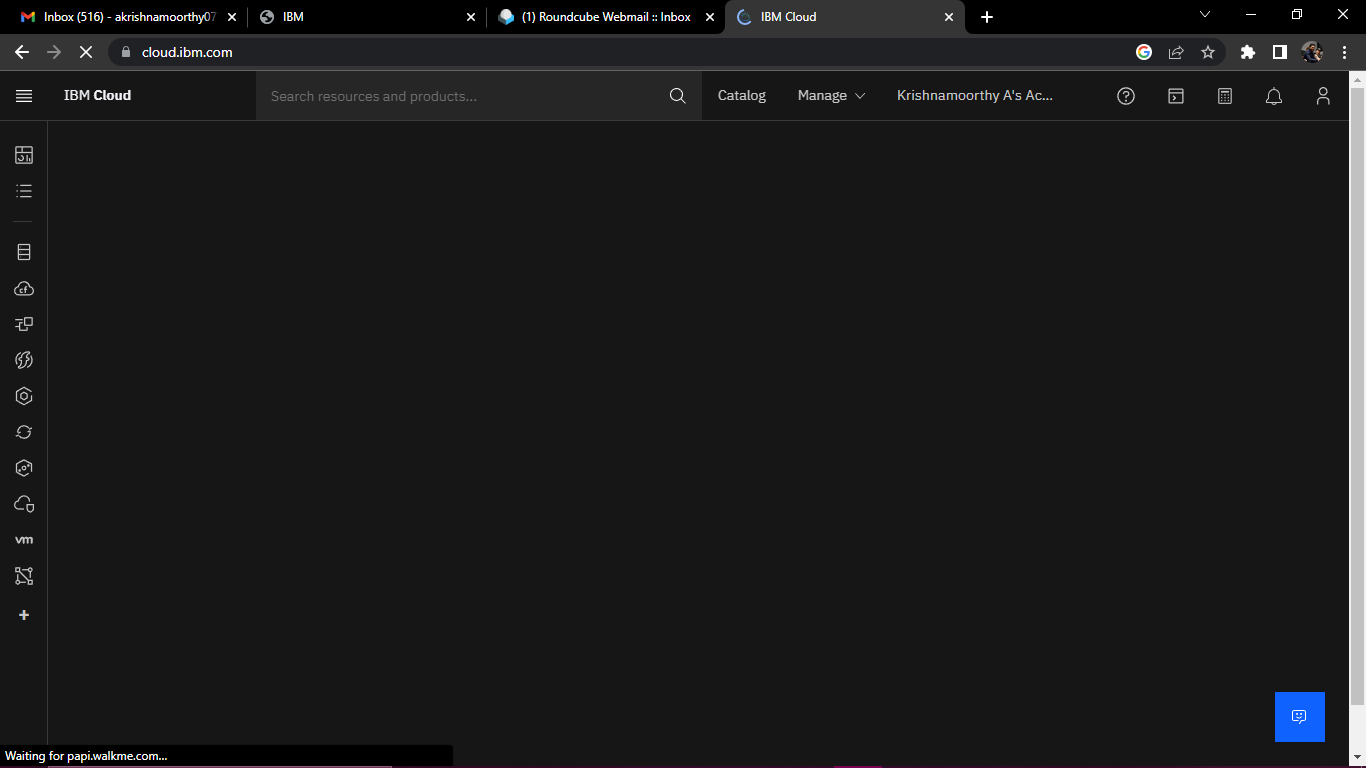 Inbox (516) - akrishnamoorthy07
IBM
(1) Roundcube Webmail :: Inbox
IBM Cloud
cloud.ibm.com
IBM Cloud
Search resources and products...
Catalog
Manage
Krishnamoorthy A's Ac...
cf
vm
Waiting for papi.walkme.com...